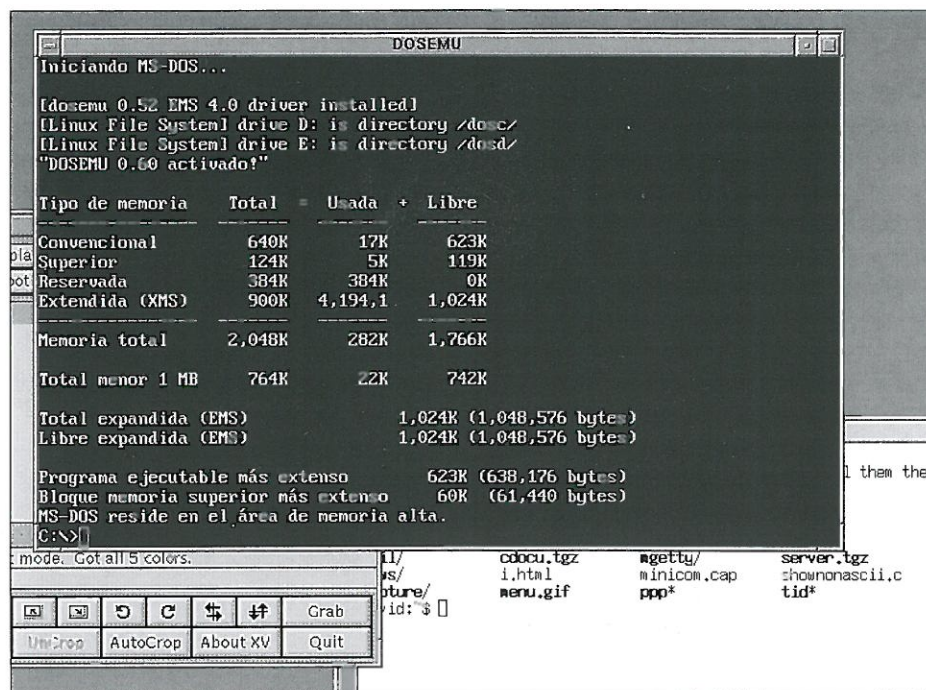 DOSEMU
Iniciando MS-DOS...
[dosemu 0.52 EMS 4.0 driver installed]
[Linux File System] drive D: is directory /dosc/
[Linux File System] drive E: is directory /dosd/
"DOSEMU 0.60 activado!"
Tipo de memoria Total = Usada + Libre
Convencional 640K 17K 623K
Superior 124K 5K 119K
Reservada 384K 384K 0K
Extendida (XMS) 900K 4,194,1 1,024K
Memoria total 2,048K 282K 1,766K
Total menor 1 MB 764K 22K 742K
Total expandida (EMS) 1,024K (1,048,576 bytes)
Libre expandida (EMS) 1,024K (1,048,576 bytes)
Programa ejecutable más extenso 623K (638,176 bytes)
Bloque memoria superior más extenso 60K (61,440 bytes)
MS-DOS reside en el área de memoria alta.
C:\>
l them the
mode. Got all 5 colors.
il/ cdocu.tgz mgetty/ server.tgz
ws/ i.html minicom.cap shownonascii.c
pture/ menu.gif ppp* tid*
vid:~$
Grab
UnCrop AutoCrop About XV Quit